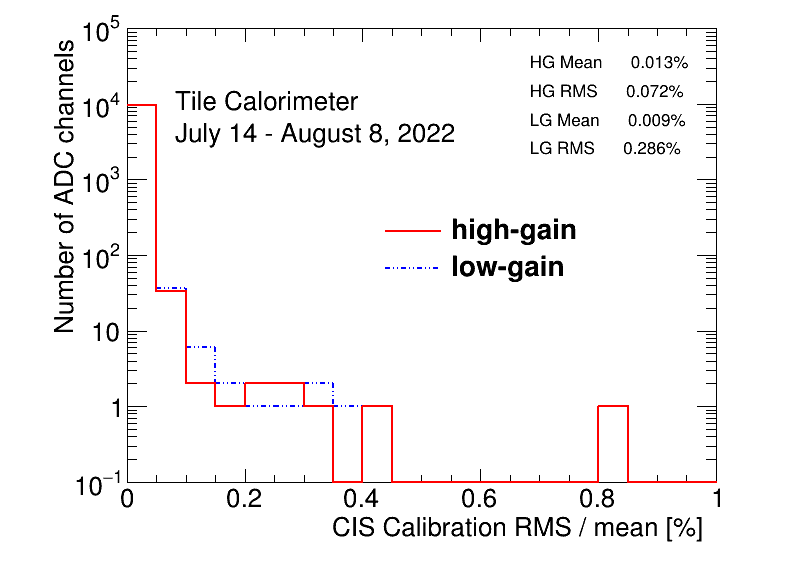 10^5
10^4
10^3
10^2
10
1
10^−1
Number of ADC channels
Tile Calorimeter
July 14 - August 8, 2022
HG Mean 0.013%
HG RMS 0.072%
LG Mean 0.009%
LG RMS 0.286%
high-gain
low-gain
0 0.2 0.4 0.6 0.8 1
CIS Calibration RMS / mean [%]